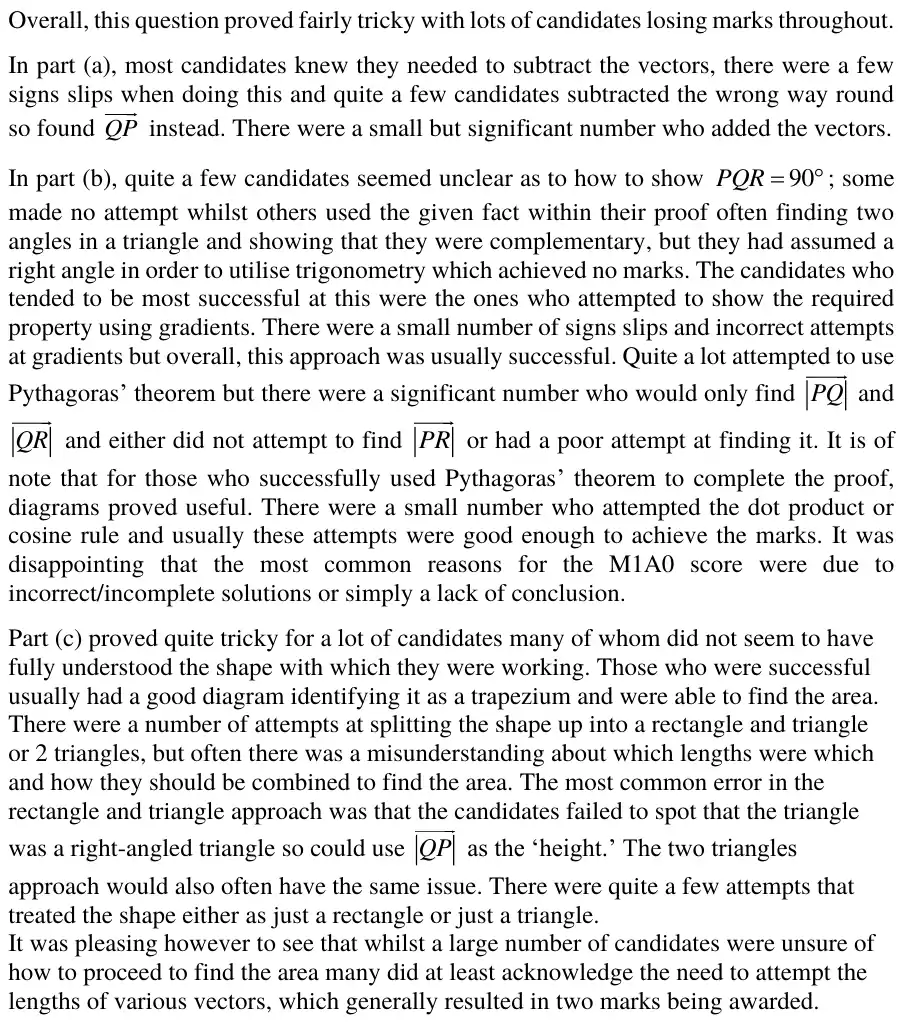 Overall, this question proved fairly tricky with lots of candidates losing marks throughout.
In part (a), most candidates knew they needed to subtract the vectors, there were a few
signs slips when doing this and quite a few candidates subtracted the wrong way round
so found $\overrightarrow{QP}$ instead. There were a small but significant number who added the vectors.
In part (b), quite a few candidates seemed unclear as to how to show $PQR = 90°$; some
made no attempt whilst others used the given fact within their proof often finding two
angles in a triangle and showing that they were complementary, but they had assumed a
right angle in order to utilise trigonometry which achieved no marks. The candidates who
tended to be most successful at this were the ones who attempted to show the required
property using gradients. There were a small number of signs slips and incorrect attempts
at gradients but overall, this approach was usually successful. Quite a lot attempted to use
Pythagoras’ theorem but there were a significant number who would only find $|\overrightarrow{PQ}|$ and
$|\overrightarrow{QR}|$ and either did not attempt to find $|\overrightarrow{PR}|$ or had a poor attempt at finding it. It is of
note that for those who successfully used Pythagoras’ theorem to complete the proof,
diagrams proved useful. There were a small number who attempted the dot product or
cosine rule and usually these attempts were good enough to achieve the marks. It was
disappointing that the most common reasons for the M1A0 score were due to
incorrect/incomplete solutions or simply a lack of conclusion.
Part (c) proved quite tricky for a lot of candidates many of whom did not seem to have
fully understood the shape with which they were working. Those who were successful
usually had a good diagram identifying it as a trapezium and were able to find the area.
There were a number of attempts at splitting the shape up into a rectangle and triangle
or 2 triangles, but often there was a misunderstanding about which lengths were which
and how they should be combined to find the area. The most common error in the
rectangle and triangle approach was that the candidates failed to spot that the triangle
was a right-angled triangle so could use $|\overrightarrow{QP}|$ as the ‘height.’ The two triangles
approach would also often have the same issue. There were quite a few attempts that
treated the shape either as just a rectangle or just a triangle.
It was pleasing however to see that whilst a large number of candidates were unsure of
how to proceed to find the area many did at least acknowledge the need to attempt the
lengths of various vectors, which generally resulted in two marks being awarded.